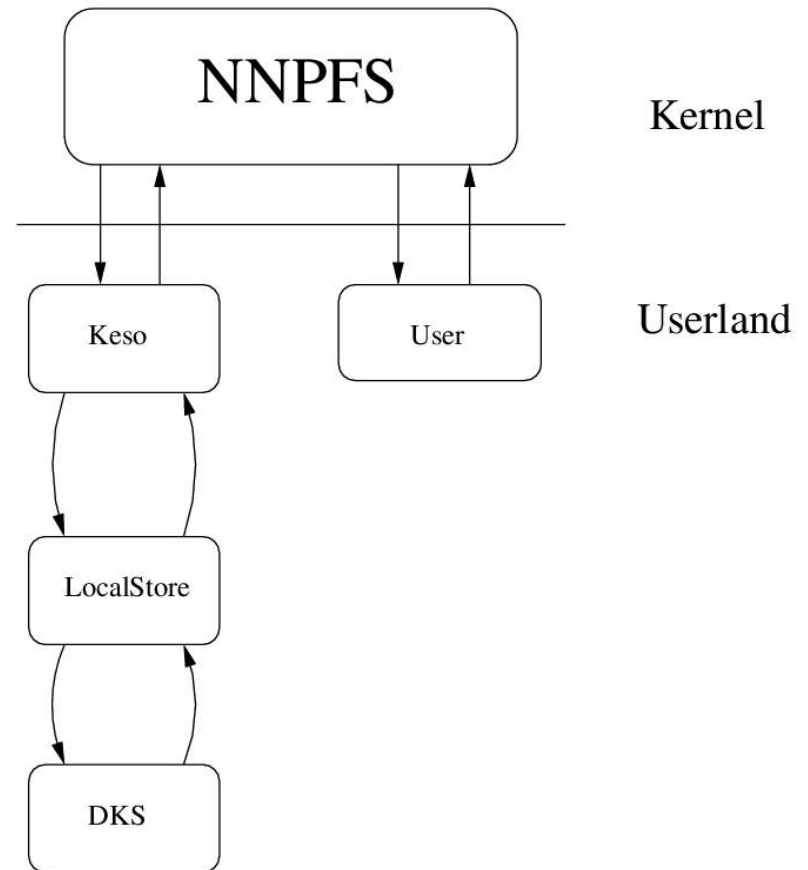 NNPFS
Kernel
Keso
User
Userland
LocalStore
DKS